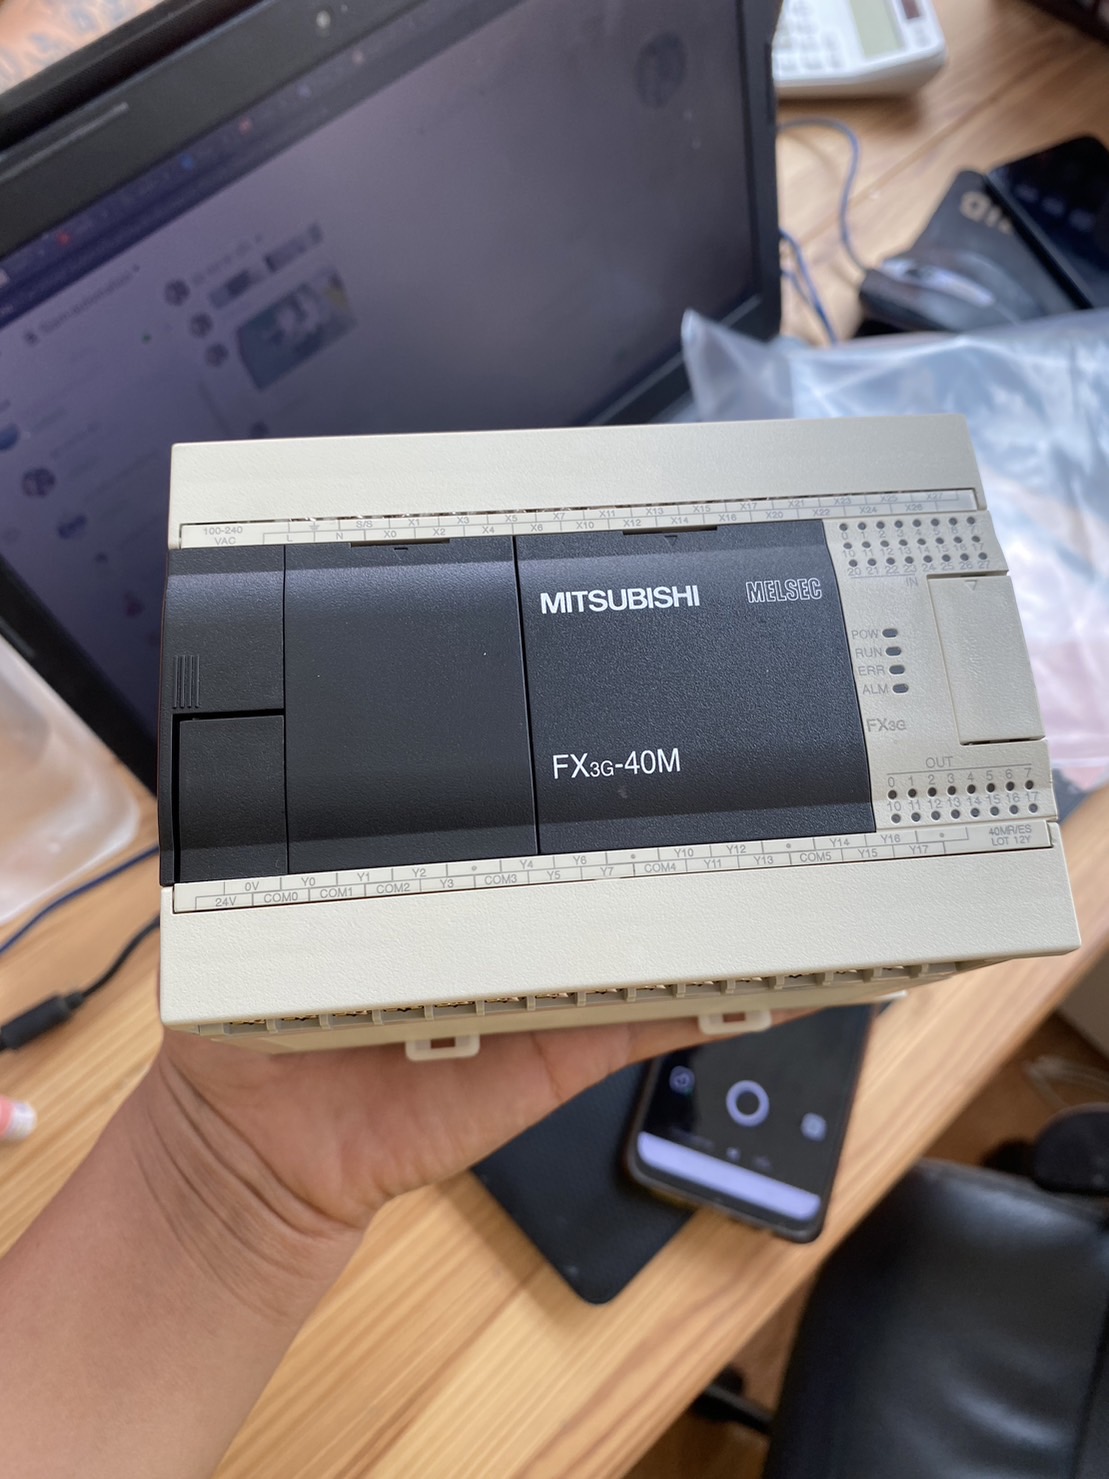 X1 X3 X5 X7 X11 X13 X15 X17 X21 X23 X25 X27
100-240 VAC L N S/S X0 X2 X4 X6 X10 X12 X14 X16 X20 X22 X24 X26
0 1 2 3 4 5 6 7
10 11 12 13 14 15 16 17
20 21 22 23 24 25 26 27
IN
MITSUBISHI MELSEC
POW
RUN
ERR
ALM
FX3G
FX3G-40M
OUT
0 1 2 3 4 5 6 7
10 11 12 13 14 15 16 17
0V Y0 Y1 Y2 Y4 Y6 Y10 Y12 Y14 Y16
24V COM0 COM1 COM2 Y3 COM3 Y5 Y7 COM4 Y11 Y13 COM5 Y15 Y17
40MR/ES
LOT 12Y